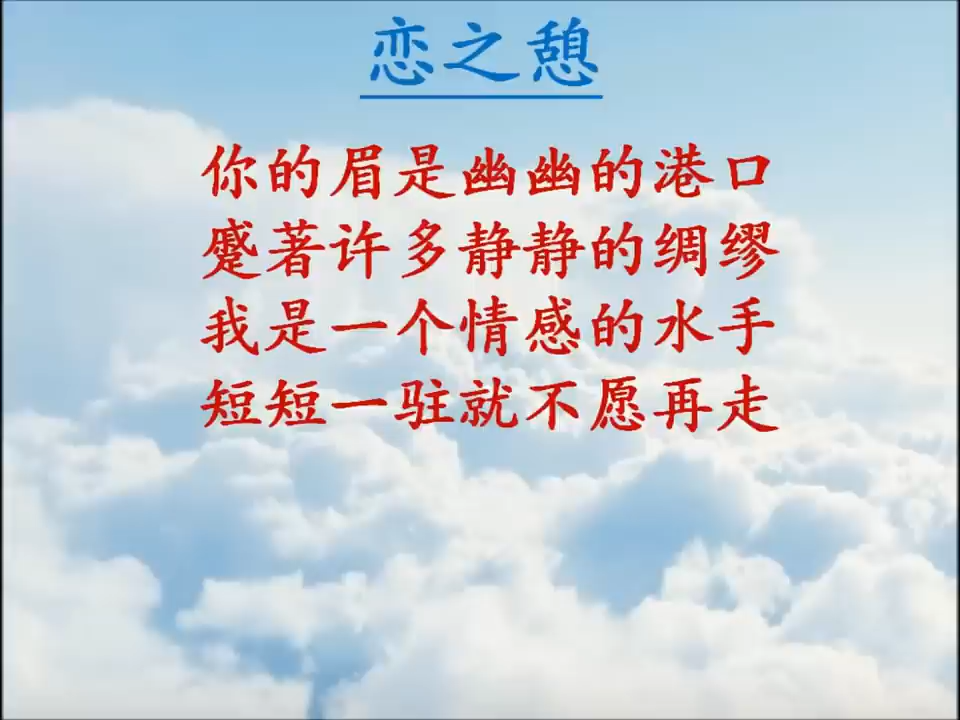 恋之憩
你的眉是幽幽的港口
蹙著许多静静的绸缪
我是一个情感的水手
短短一驻就不愿再走